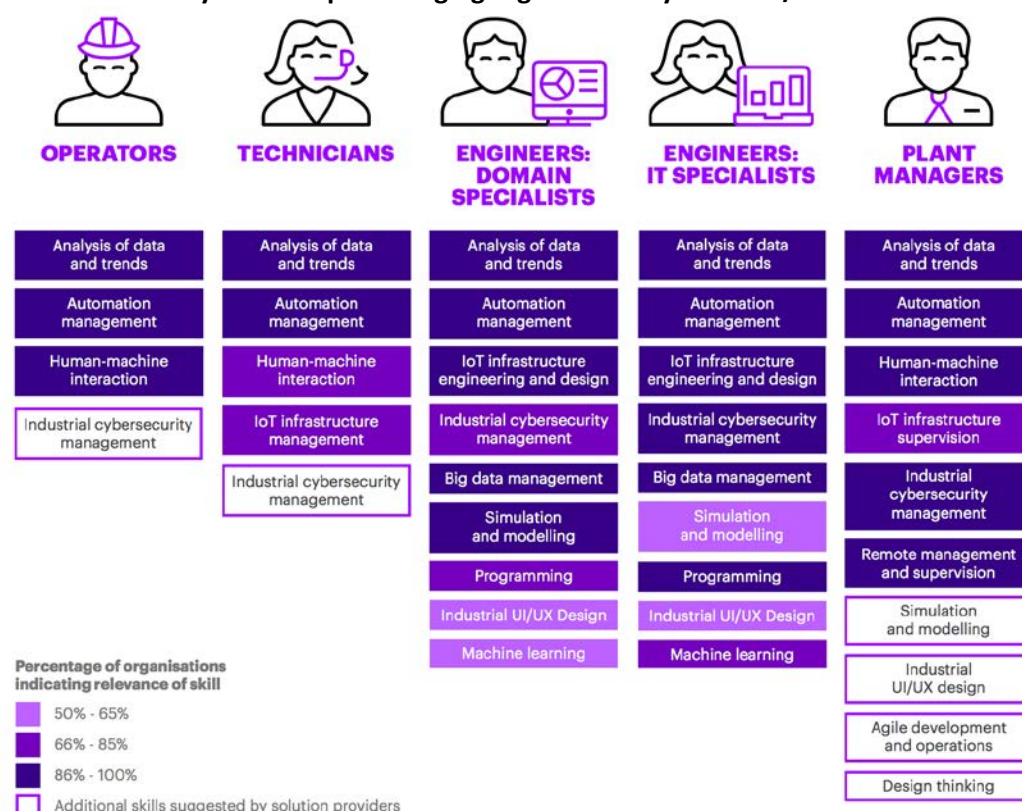 OPERATORS
TECHNICIANS
ENGINEERS:
DOMAIN
SPECIALISTS
ENGINEERS:
IT SPECIALISTS
PLANT
MANAGERS
Analysis of data
and trends
Automation
management
Human-machine
interaction
Industrial cybersecurity
management
Analysis of data
and trends
Automation
management
Human-machine
interaction
IoT infrastructure
management
Industrial cybersecurity
management
Analysis of data
and trends
Automation
management
IoT infrastructure
engineering and design
Industrial cybersecurity
management
Big data management
Simulation
and modelling
Programming
Industrial UI/UX Design
Machine learning
Analysis of data
and trends
Automation
management
IoT infrastructure
engineering and design
Industrial cybersecurity
management
Big data management
Simulation
and modelling
Programming
Industrial UI/UX Design
Machine learning
Analysis of data
and trends
Automation
management
Human-machine
interaction
IoT infrastructure
supervision
Industrial
cybersecurity
management
Remote management
and supervision
Simulation
and modelling
Industrial
UI/UX design
Agile development
and operations
Design thinking
Percentage of organisations
indicating relevance of skill
50% - 65%
66% - 85%
86% - 100%
Additional skills suggested by solution providers